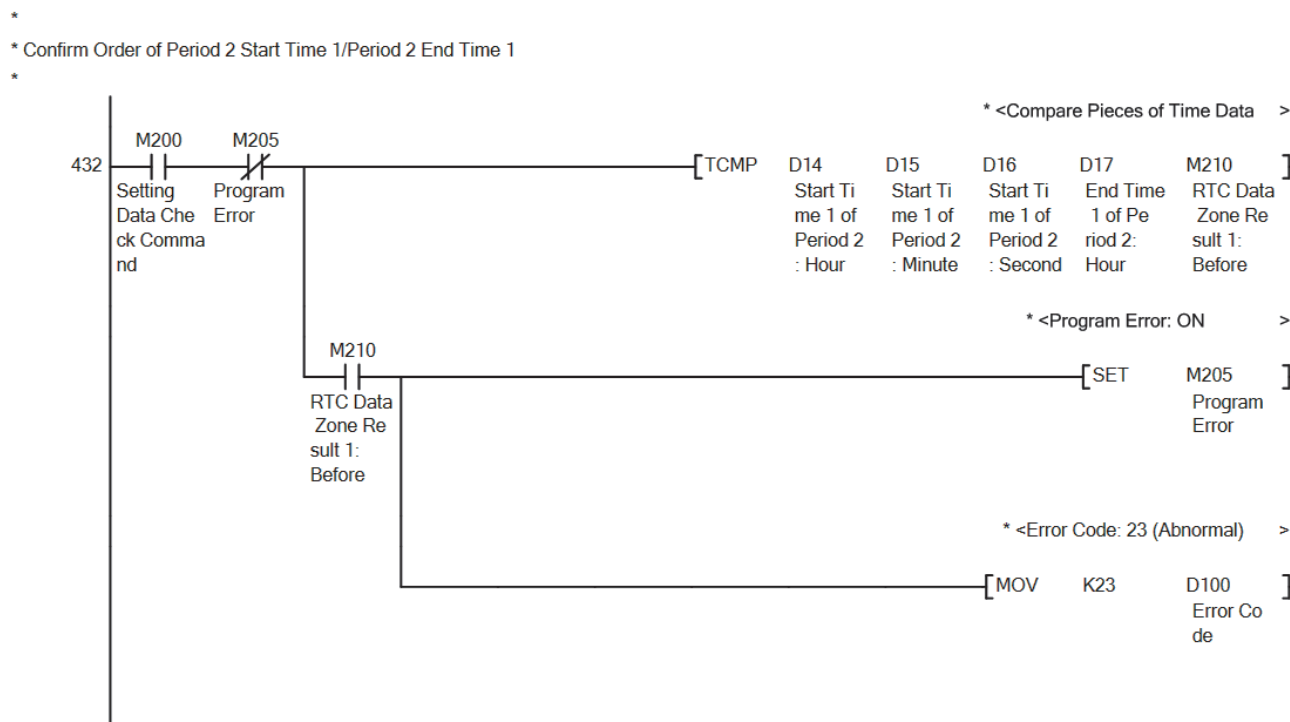 *
* Confirm Order of Period 2 Start Time 1/Period 2 End Time 1
*
* <Compare Pieces of Time Data >
M200 M205
432 [TCMP D14 D15 D16 D17 M210 ]
Setting Program Start Ti Start Ti Start Ti End Time RTC Data
Data Che Error me 1 of me 1 of me 1 of 1 of Pe Zone Re
ck Comma Period 2 Period 2 Period 2 riod 2: sult 1:
nd : Hour : Minute : Second Hour Before
* <Program Error: ON >
M210
[SET M205 ]
RTC Data Program
Zone Re Error
sult 1:
Before
* <Error Code: 23 (Abnormal) >
[MOV K23 D100 ]
Error Co
de